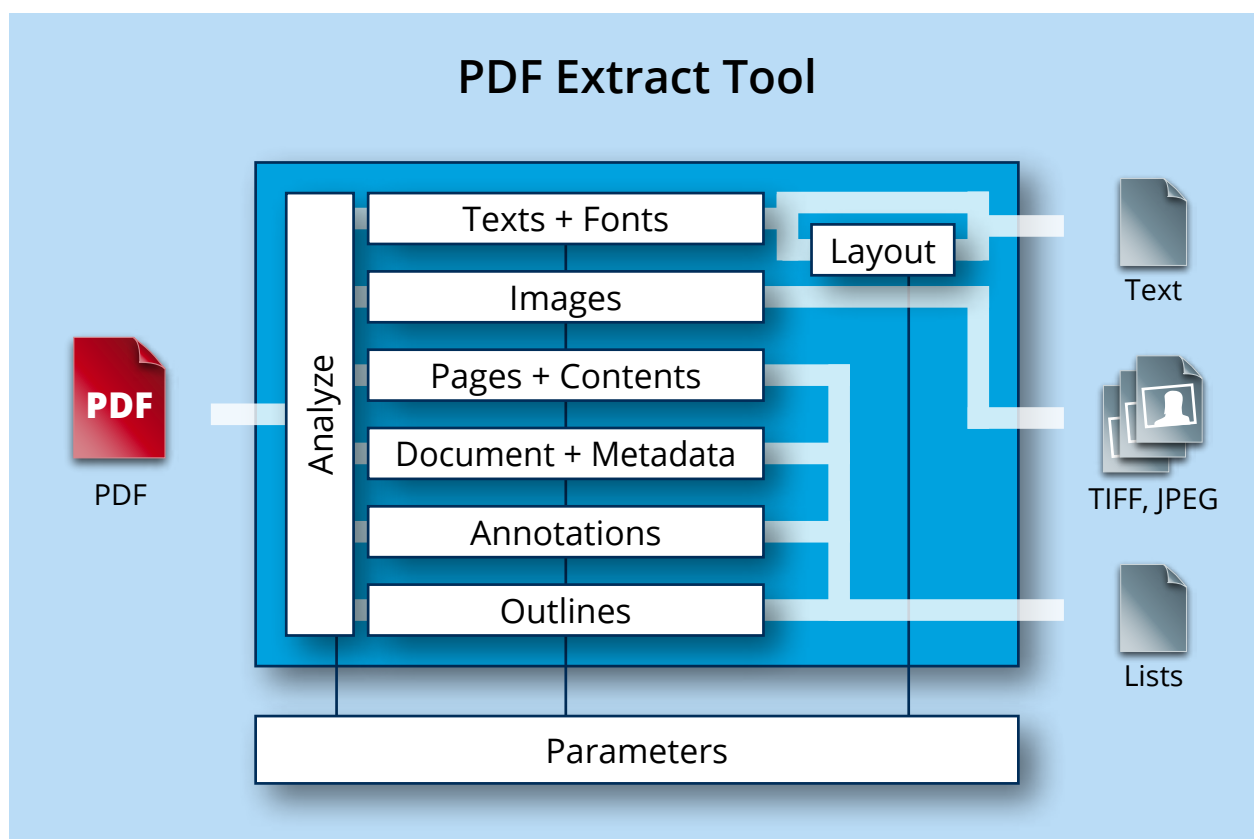 PDF Extract Tool
Texts + Fonts
Layout
Images
Pages + Contents
Document + Metadata
Annotations
Outlines
Analyze
Parameters
PDF
PDF
Text
TIFF, JPEG
Lists